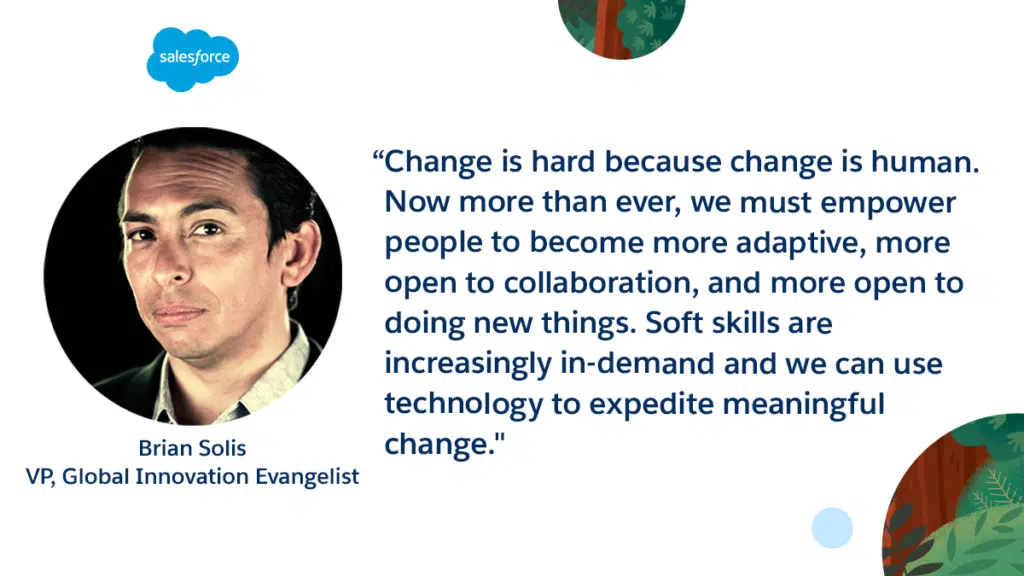 salesforce
“Change is hard because change is human.
Now more than ever, we must empower
people to become more adaptive, more
open to collaboration, and more open to
doing new things. Soft skills are
increasingly in-demand and we can use
technology to expedite meaningful
change."
Brian Solis
VP, Global Innovation Evangelist